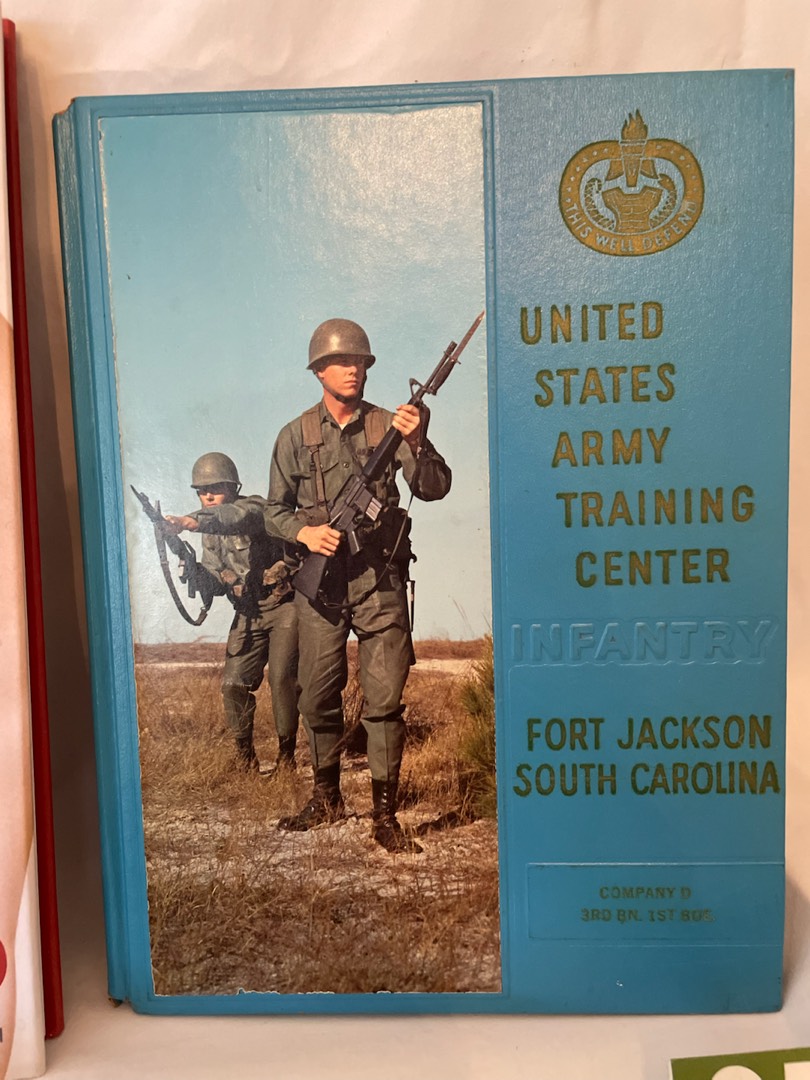 THIS WELL DEFEND
UNITED
STATES
ARMY
TRAINING
CENTER
INFANTRY
FORT JACKSON
SOUTH CAROLINA
COMPANY D
3RD BN. 1ST BDE.